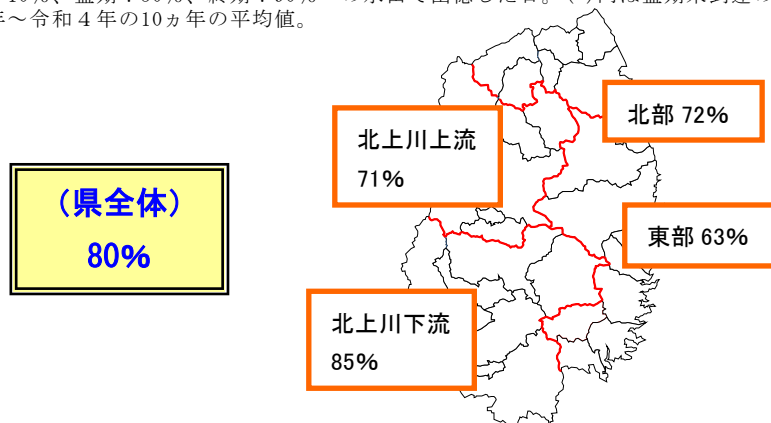 年～令和４年の10ヵ年の平均値。
北部 72%
北上川上流
71%
（県全体）
80%
東部 63%
北上川下流
85%